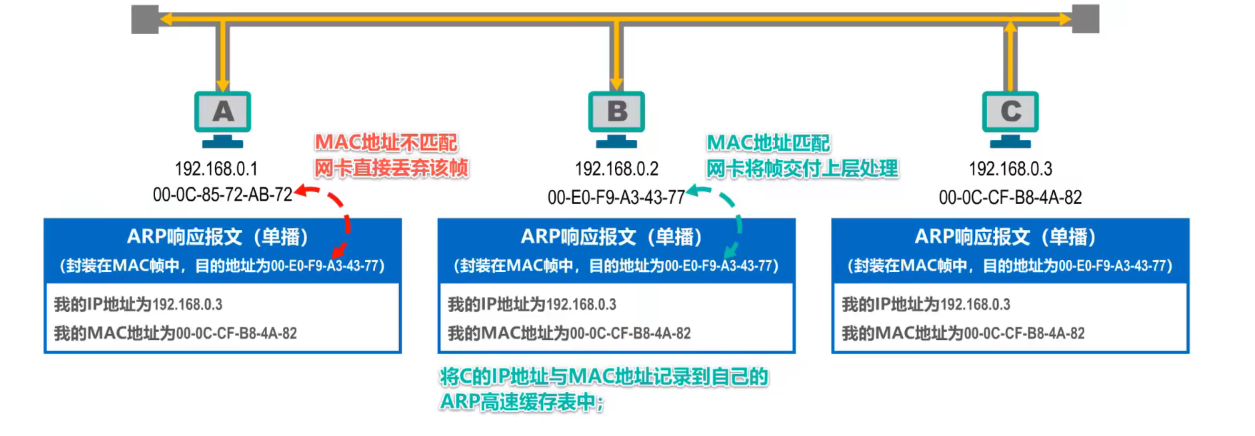 A
B
C
MAC地址不匹配
网卡直接丢弃该帧
MAC地址匹配
网卡将帧交付上层处理
192.168.0.1
00-0C-85-72-AB-72
192.168.0.2
00-E0-F9-A3-43-77
192.168.0.3
00-0C-CF-B8-4A-82
ARP响应报文（单播）
（封装在MAC帧中，目的地址为00-E0-F9-A3-43-77）
我的IP地址为192.168.0.3
我的MAC地址为00-0C-CF-B8-4A-82
ARP响应报文（单播）
（封装在MAC帧中，目的地址为00-E0-F9-A3-43-77）
我的IP地址为192.168.0.3
我的MAC地址为00-0C-CF-B8-4A-82
ARP响应报文（单播）
（封装在MAC帧中，目的地址为00-E0-F9-A3-43-77）
我的IP地址为192.168.0.3
我的MAC地址为00-0C-CF-B8-4A-82
将C的IP地址与MAC地址记录到自己的
ARP高速缓存表中；